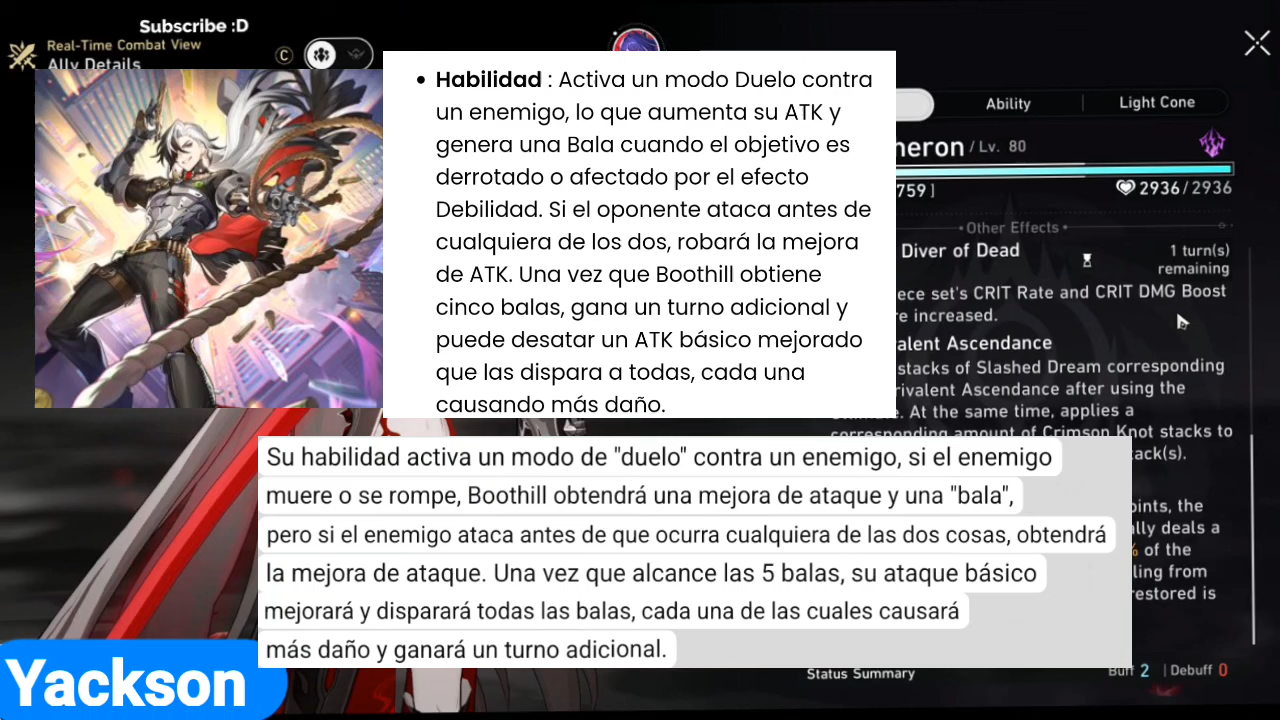 Subscribe :D
Real-Time Combat View
Ally Details
C
Ability
Light Cone
heron / Lv. 80
759 ]
2936/2936
• Habilidad : Activa un modo Duelo contra
un enemigo, lo que aumenta su ATK y
genera una Bala cuando el objetivo es
derrotado o afectado por el efecto
Debilidad. Si el oponente ataca antes de
cualquiera de los dos, robará la mejora
de ATK. Una vez que Boothill obtiene
cinco balas, gana un turno adicional y
puede desatar un ATK básico mejorado
que las dispara a todas, cada una
causando más daño.
Other Effects
Diver of Dead
1 turn(s)
remaining
ece set's CRIT Rate and CRIT DMG Boost
re increased.
alent Ascendance
stacks of Slashed Dream corresponding
rivalent Ascendance after using the
. At the same time, applies a
corresponding amount of Crimson Knot stacks to
tack(s).
oints, the
lly deals a
% of the
ling from
restored is
Su habilidad activa un modo de "duelo" contra un enemigo, si el enemigo
muere o se rompe, Boothill obtendrá una mejora de ataque y una "bala",
pero si el enemigo ataca antes de que ocurra cualquiera de las dos cosas, obtendrá
la mejora de ataque. Una vez que alcance las 5 balas, su ataque básico
mejorará y disparará todas las balas, cada una de las cuales causará
más daño y ganará un turno adicional.
Yackson
Status Summary
Buff 2 | Debuff 0